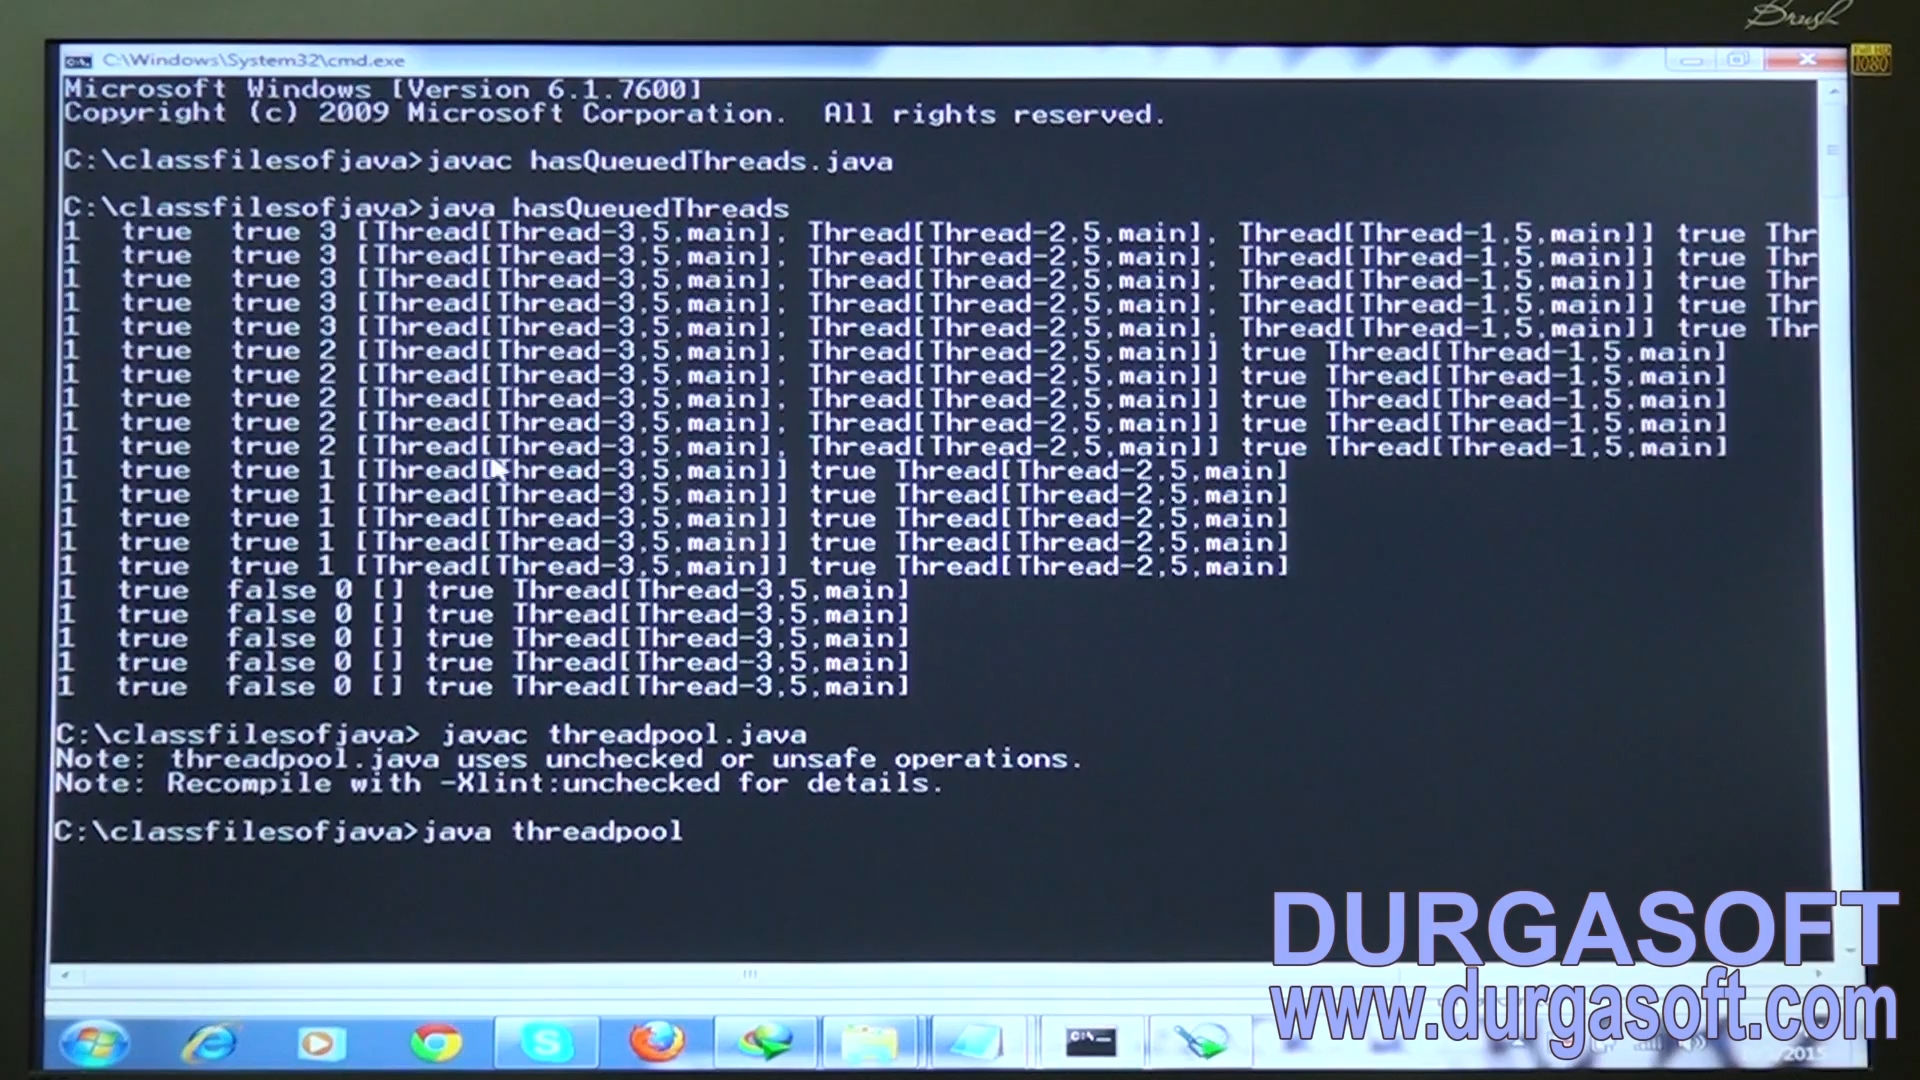 Brush
Full HD
1080
C:\Windows\System32\cmd.exe
Microsoft Windows [Version 6.1.7600]
Copyright (c) 2009 Microsoft Corporation.  All rights reserved.
C:\classfilesofjava>javac hasQueuedThreads.java
C:\classfilesofjava>java hasQueuedThreads
1   true   true 3 [Thread[Thread-3,5,main], Thread[Thread-2,5,main], Thread[Thread-1,5,main]] true Thr
1   true   true 3 [Thread[Thread-3,5,main], Thread[Thread-2,5,main], Thread[Thread-1,5,main]] true Thr
1   true   true 3 [Thread[Thread-3,5,main], Thread[Thread-2,5,main], Thread[Thread-1,5,main]] true Thr
1   true   true 3 [Thread[Thread-3,5,main], Thread[Thread-2,5,main], Thread[Thread-1,5,main]] true Thr
1   true   true 3 [Thread[Thread-3,5,main], Thread[Thread-2,5,main], Thread[Thread-1,5,main]] true Thr
1   true   true 2 [Thread[Thread-3,5,main], Thread[Thread-2,5,main]] true Thread[Thread-1,5,main]
1   true   true 2 [Thread[Thread-3,5,main], Thread[Thread-2,5,main]] true Thread[Thread-1,5,main]
1   true   true 2 [Thread[Thread-3,5,main], Thread[Thread-2,5,main]] true Thread[Thread-1,5,main]
1   true   true 2 [Thread[Thread-3,5,main], Thread[Thread-2,5,main]] true Thread[Thread-1,5,main]
1   true   true 2 [Thread[Thread-3,5,main], Thread[Thread-2,5,main]] true Thread[Thread-1,5,main]
1   true   true 1 [Thread[Thread-3,5,main]] true Thread[Thread-2,5,main]
1   true   true 1 [Thread[Thread-3,5,main]] true Thread[Thread-2,5,main]
1   true   true 1 [Thread[Thread-3,5,main]] true Thread[Thread-2,5,main]
1   true   true 1 [Thread[Thread-3,5,main]] true Thread[Thread-2,5,main]
1   true   true 1 [Thread[Thread-3,5,main]] true Thread[Thread-2,5,main]
1   true   false 0 [] true Thread[Thread-3,5,main]
1   true   false 0 [] true Thread[Thread-3,5,main]
1   true   false 0 [] true Thread[Thread-3,5,main]
1   true   false 0 [] true Thread[Thread-3,5,main]
1   true   false 0 [] true Thread[Thread-3,5,main]
C:\classfilesofjava> javac threadpool.java
Note: threadpool.java uses unchecked or unsafe operations.
Note: Recompile with -Xlint:unchecked for details.
C:\classfilesofjava>java threadpool
DURGASOFT
www.durgasoft.com
2015